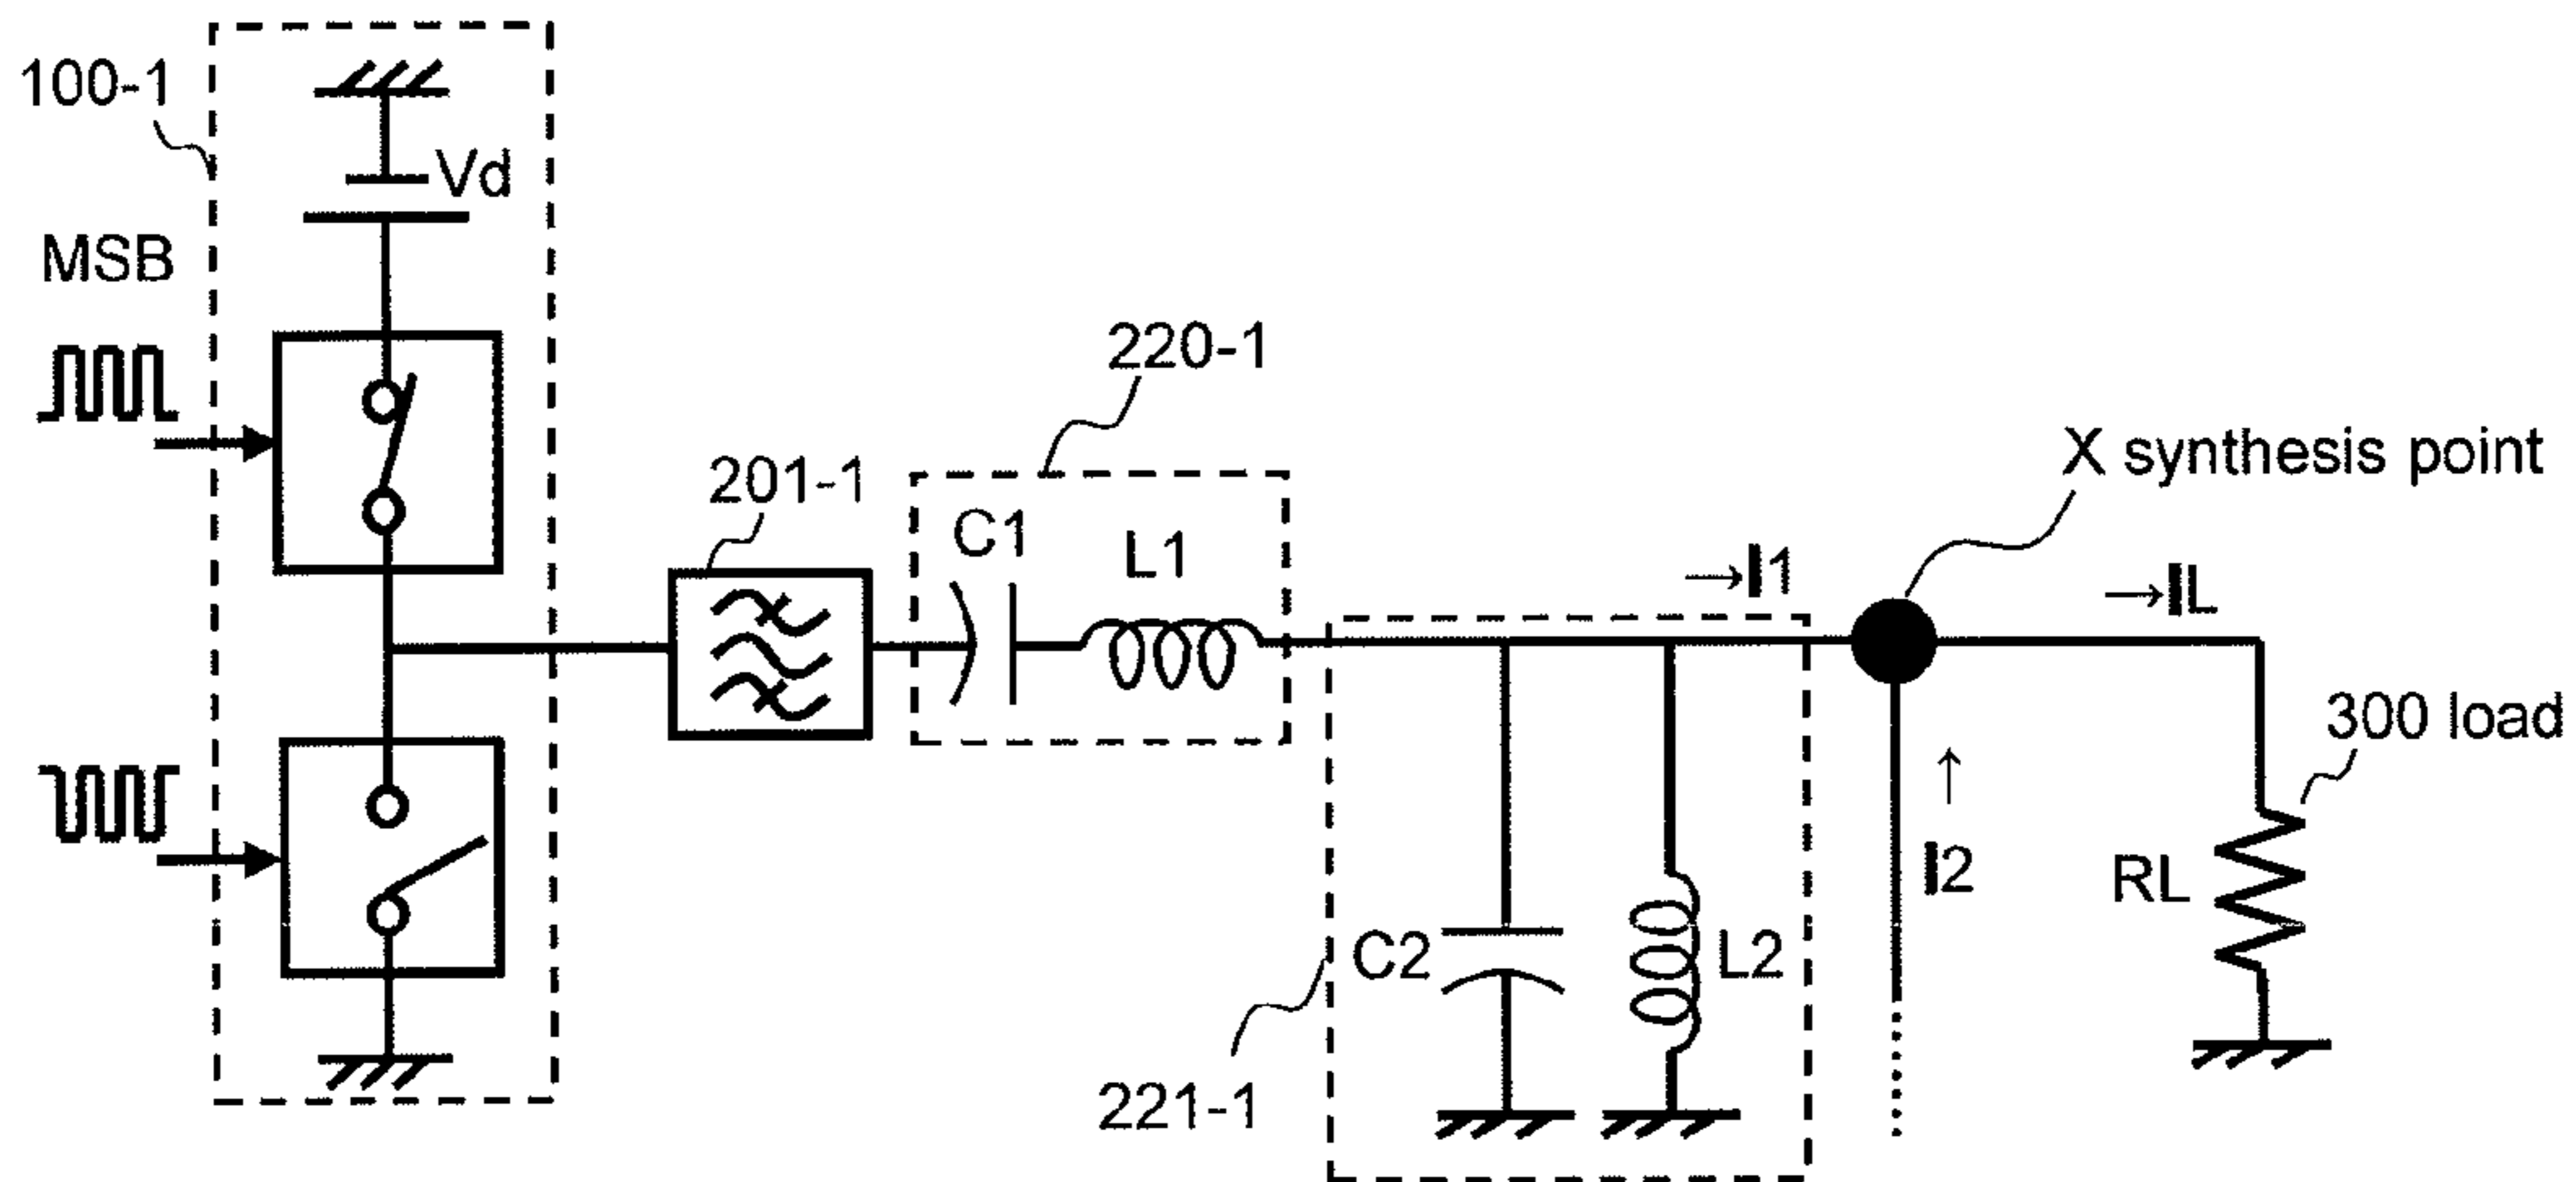 100-1
Vd
MSB
220-1
201-1
C1
L1
X synthesis point
→I1
→IL
300 load
↑
I2
RL
C2
L2
221-1